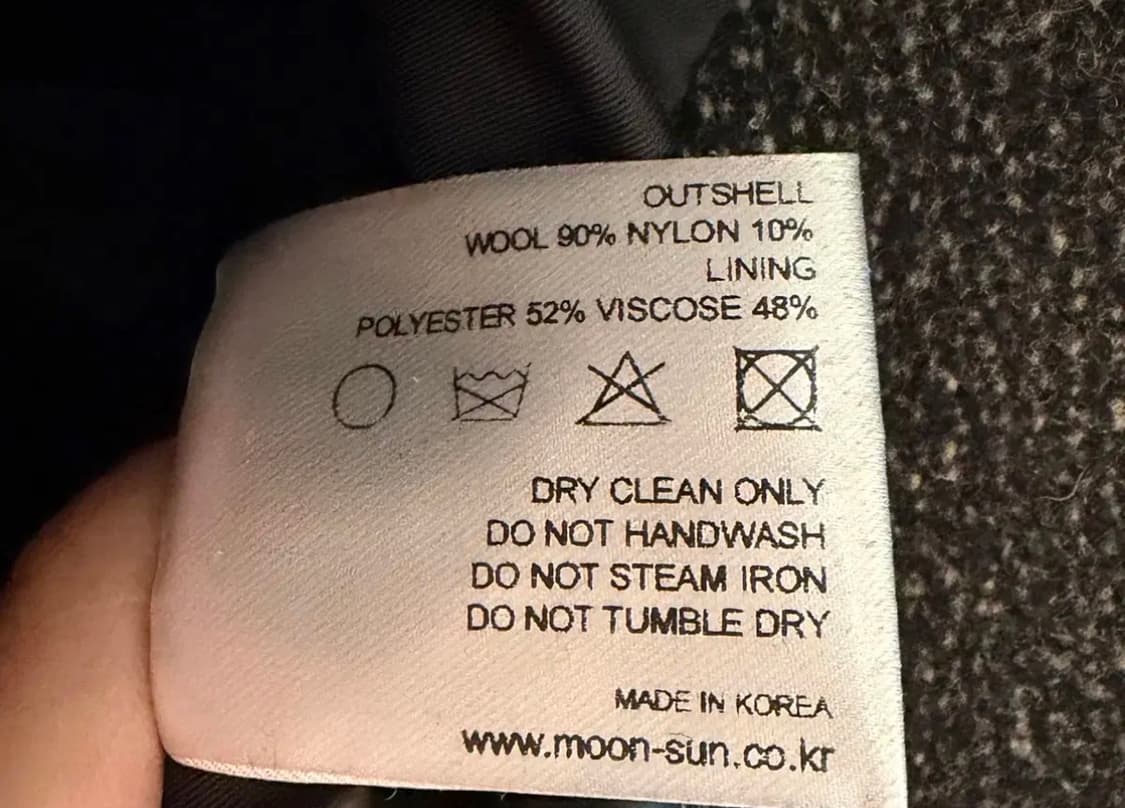 OUTSHELL
WOOL 90% NYLON 10%
LINING
POLYESTER 52% VISCOSE 48%
DRY CLEAN ONLY
DO NOT HANDWASH
DO NOT STEAM IRON
DO NOT TUMBLE DRY
MADE IN KOREA
www.moon-sun.co.kr